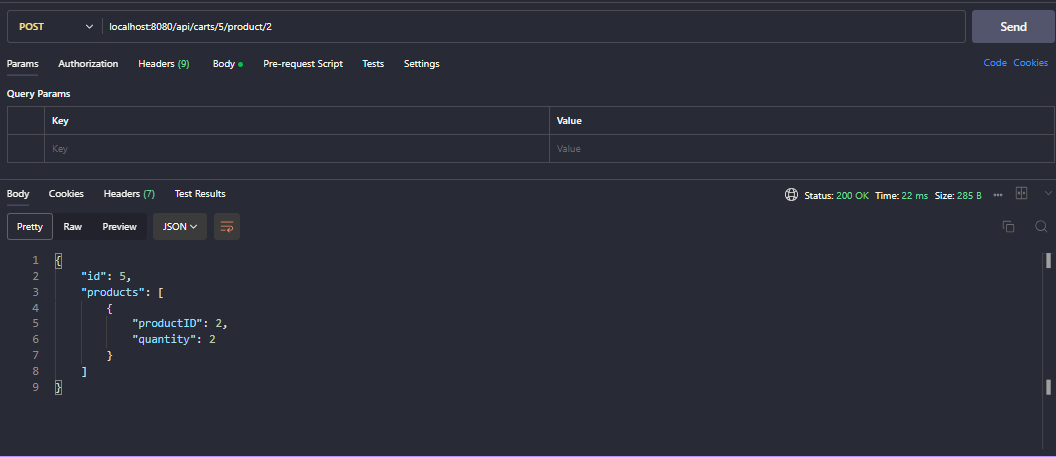 POST localhost:8080/api/carts/5/product/2 Send
Params Authorization Headers (9) Body Pre-request Script Tests Settings Code Cookies
Query Params
Key Value
Key Value
Body Cookies Headers (7) Test Results Status: 200 OK Time: 22 ms Size: 285 B
Pretty Raw Preview JSON
1 {
2 "id": 5,
3 "products": [
4 {
5 "productID": 2,
6 "quantity": 2
7 }
8 ]
9 }